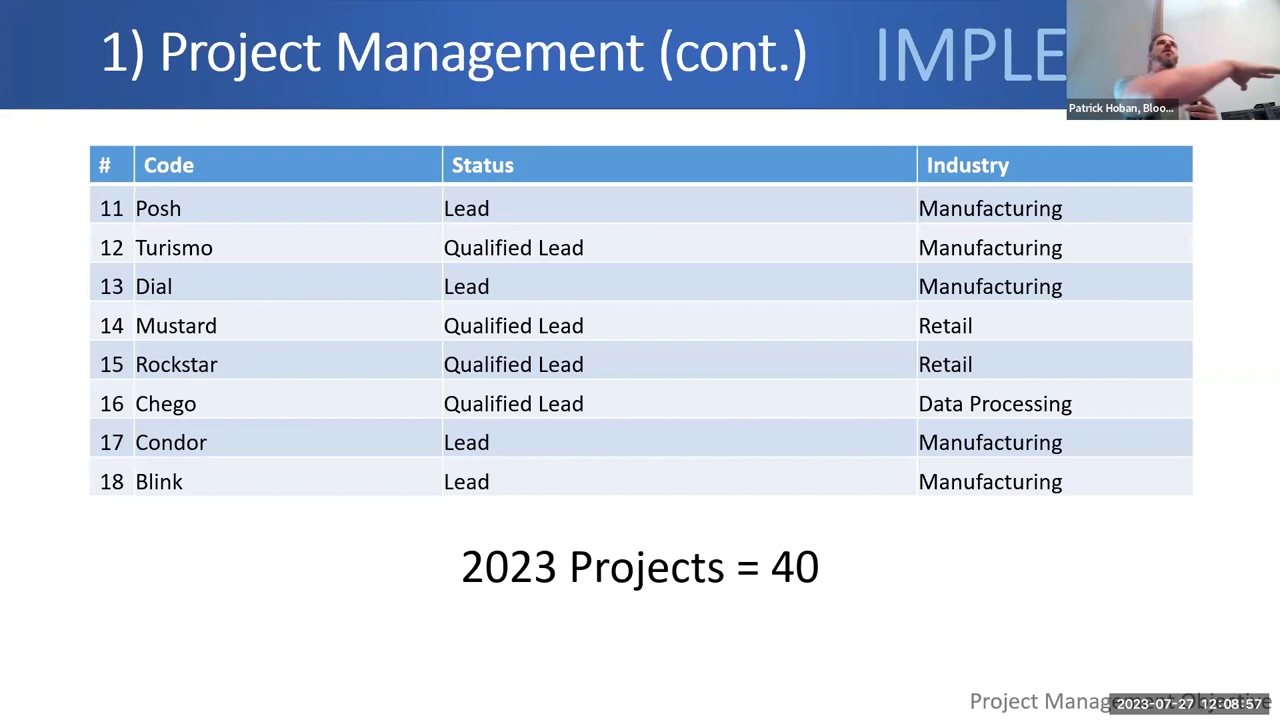 1) Project Management (cont.) IMPLE
Patrick Hoban, Bloo...
# Code Status Industry
11 Posh Lead Manufacturing
12 Turismo Qualified Lead Manufacturing
13 Dial Lead Manufacturing
14 Mustard Qualified Lead Retail
15 Rockstar Qualified Lead Retail
16 Chego Qualified Lead Data Processing
17 Condor Lead Manufacturing
18 Blink Lead Manufacturing
2023 Projects = 40
Project Management Objective
2023-07-27 12:08:57